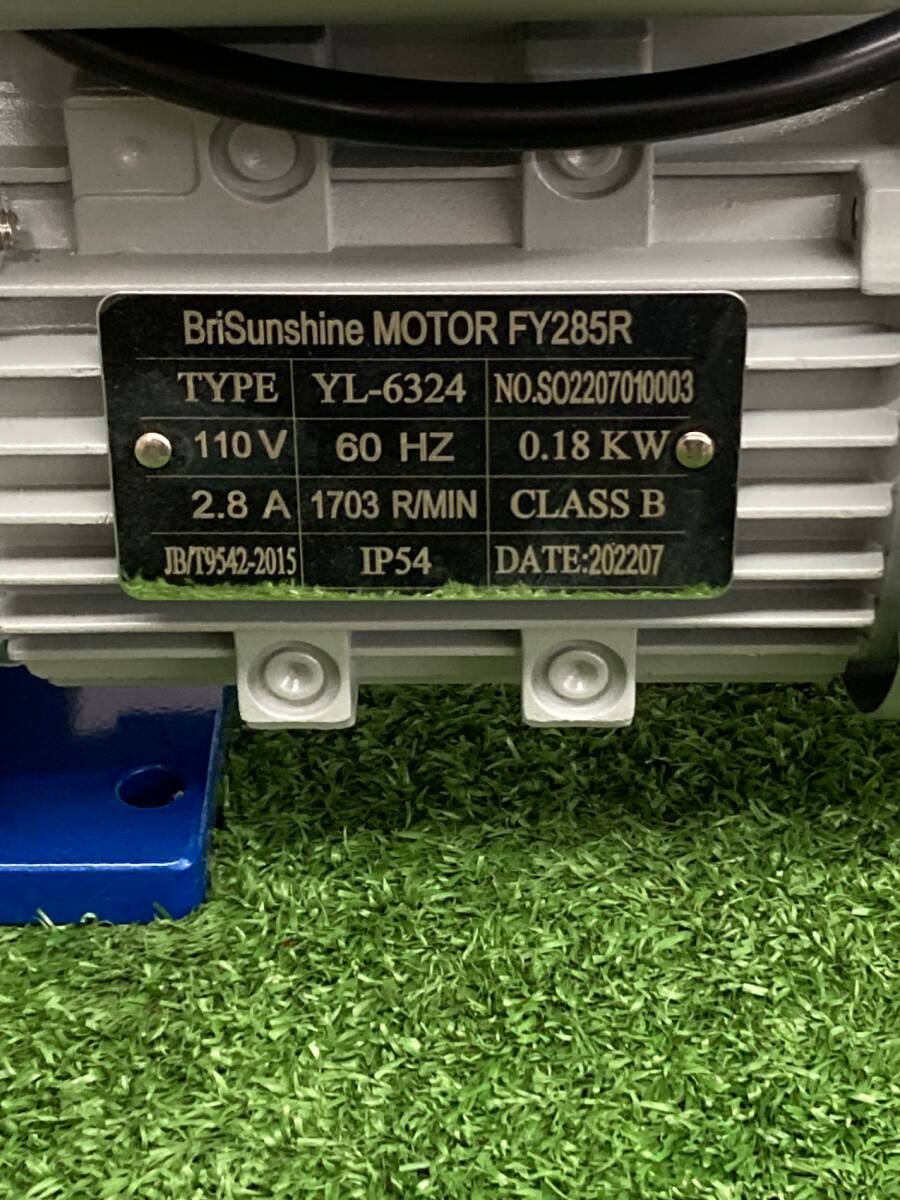 BriSunshine MOTOR FY285R
TYPE YL-6324 NO.SO2207010003
110 V 60 HZ 0.18 KW
2.8 A 1703 R/MIN CLASS B
JB/T9542-2015 IP54 DATE:202207